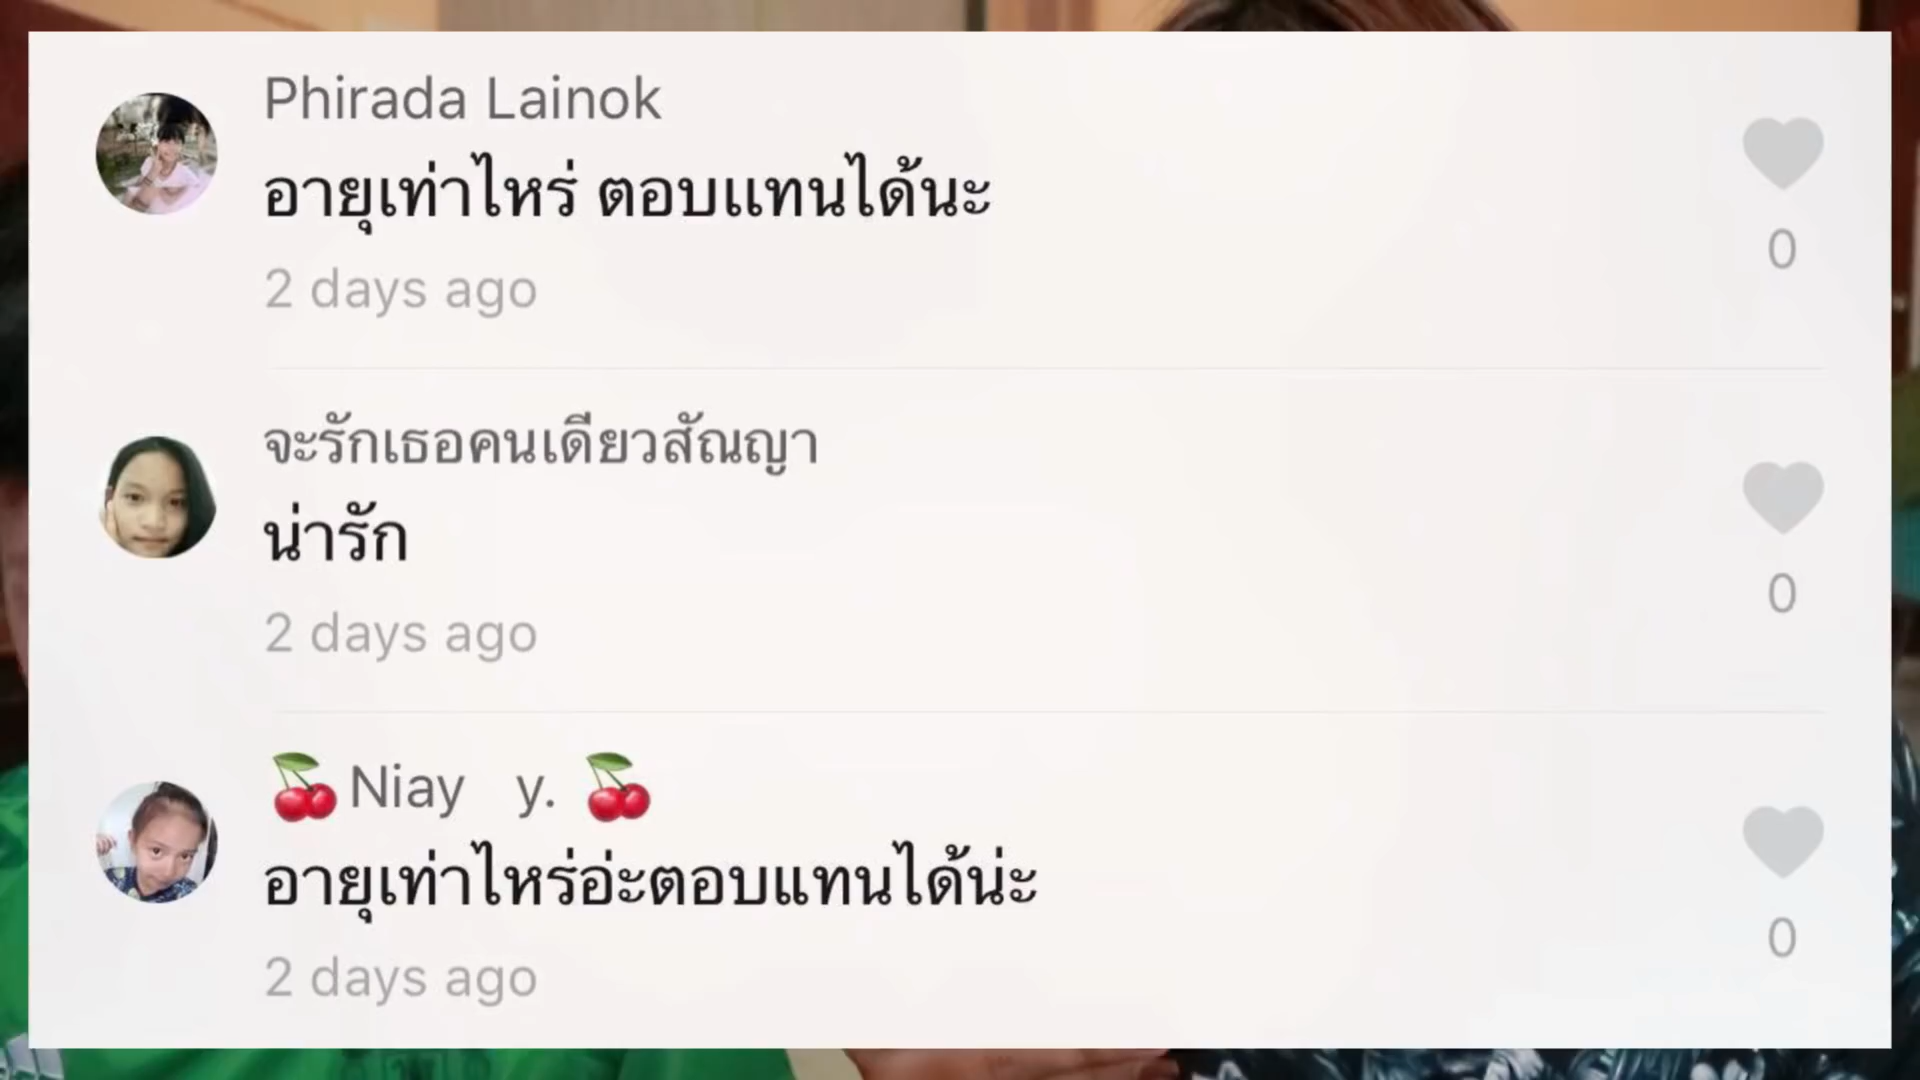 Phirada Lainok
อายุเท่าไหร่ ตอบแทนได้นะ
2 days ago
0
จะรักเธอคนเดียวสัณญา
น่ารัก
2 days ago
0
🍒Niay y. 🍒
อายุเท่าไหร่อ่ะตอบแทนได้น่ะ
2 days ago
0